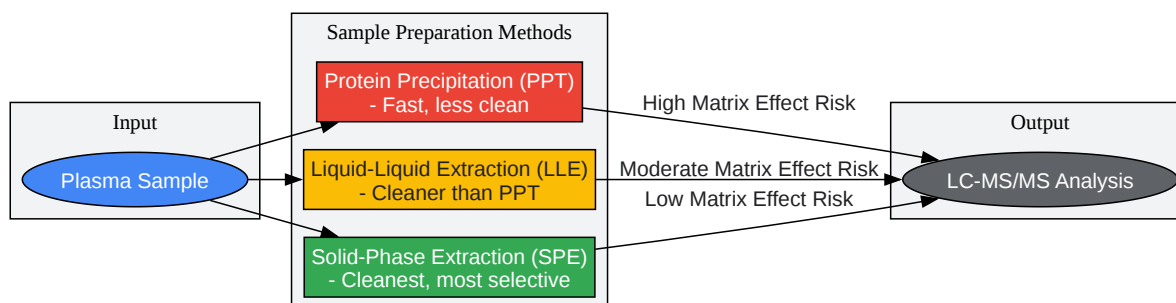 Sample Preparation Methods
Protein Precipitation (PPT)
- Fast, less clean
High Matrix Effect Risk
Input
Output
Plasma Sample
Liquid-Liquid Extraction (LLE)
- Cleaner than PPT
Moderate Matrix Effect Risk
LC-MS/MS Analysis
Low Matrix Effect Risk
Solid-Phase Extraction (SPE)
- Cleanest, most selective